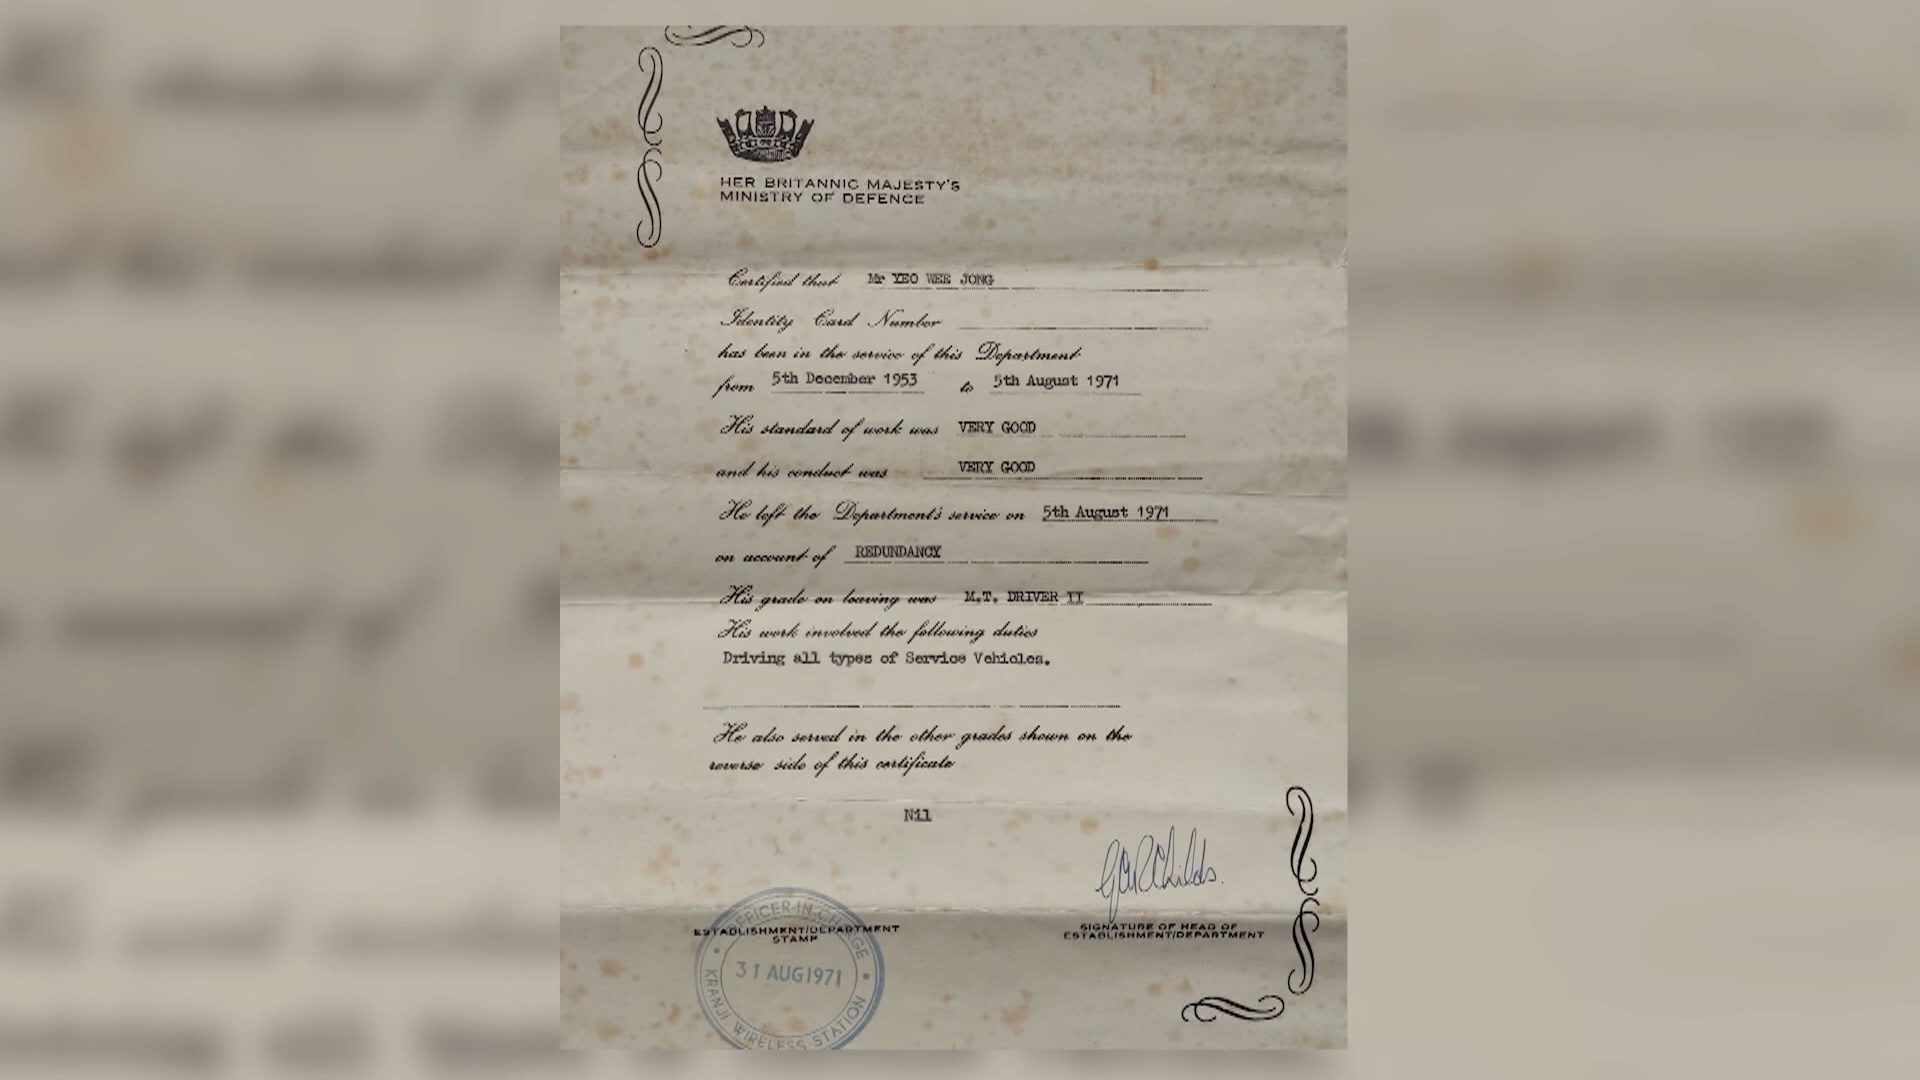 HER BRITANNIC MAJESTY'S
MINISTRY OF DEFENCE
Certified that Mr YEO WEE JONG
Identity Card Number
has been in the service of this Department
from 5th December 1953 to 5th August 1971
His standard of work was VERY GOOD
and his conduct was VERY GOOD
He left the Department's service on 5th August 1971
on account of REDUNDANCY
His grade on leaving was M.T. DRIVER II
His work involved the following duties
Driving all types of Service Vehicles.
He also served in the other grades shown on the
reverse side of this certificate
Nil
GARChilds.
ESTABLISHMENT/DEPARTMENT
STAMP
SIGNATURE OF HEAD OF
ESTABLISHMENT/DEPARTMENT
OFFICER-IN-CHARGE
31 AUG 1971
KRANJI WIRELESS STATION